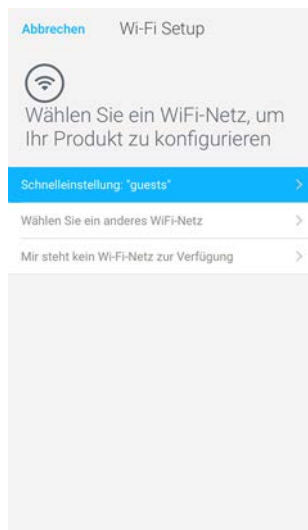 Abbrechen Wi-Fi Setup
Wählen Sie ein WiFi-Netz, um
Ihr Produkt zu konfigurieren
Schnelleinstellung: "guests"
Wählen Sie ein anderes WiFi-Netz
Mir steht kein Wi-Fi-Netz zur Verfügung